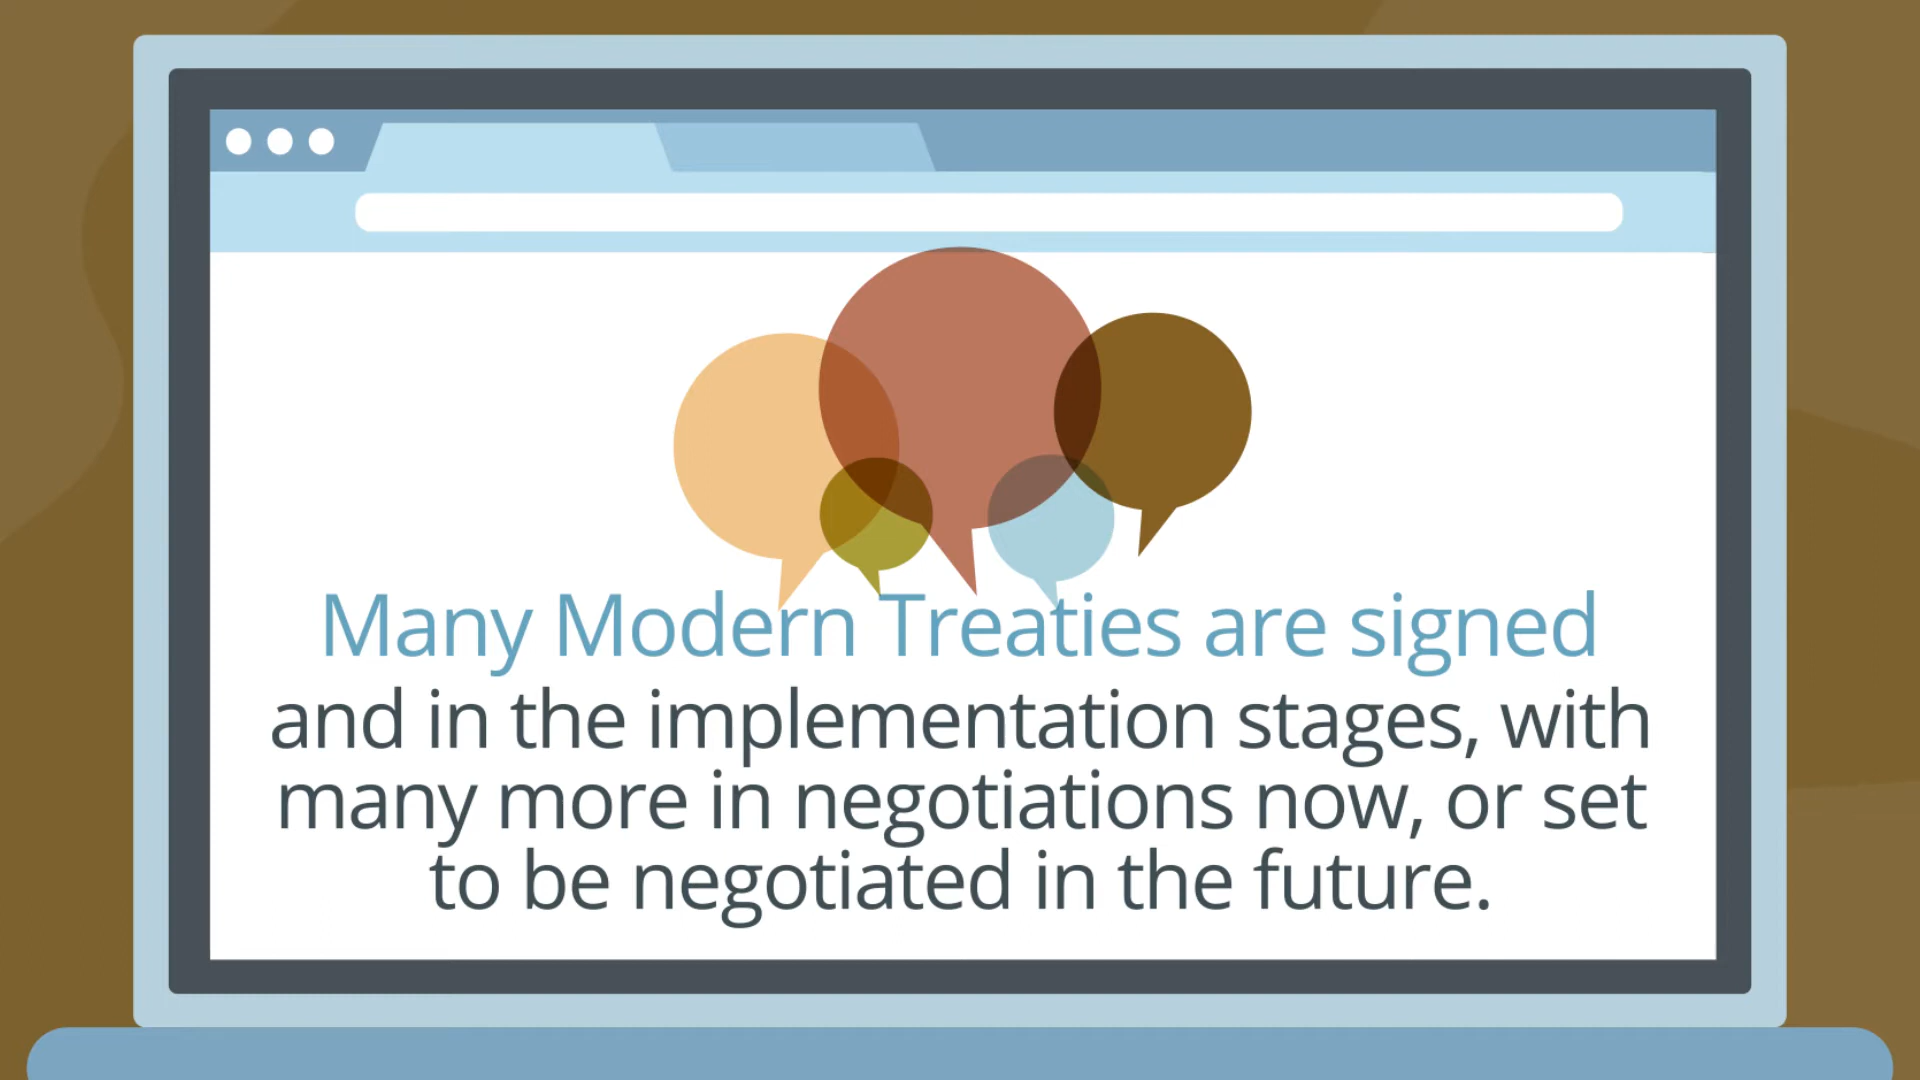 Many Modern Treaties are signed
and in the implementation stages, with
many more in negotiations now, or set
to be negotiated in the future.